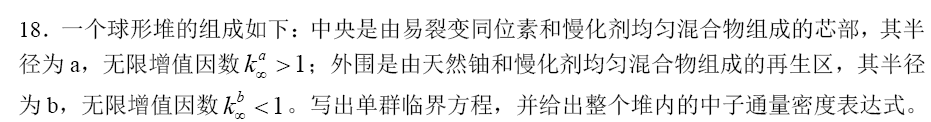 18．一个球形堆的组成如下：中央是由易裂变同位素和慢化剂均匀混合物组成的芯部，其半
径为 a，无限增值因数 $k_{\infty}^{a}>1$；外围是由天然铀和慢化剂均匀混合物组成的再生区，其半径
为 b，无限增值因数 $k_{\infty}^{b}<1$。写出单群临界方程，并给出整个堆内的中子通量密度表达式。